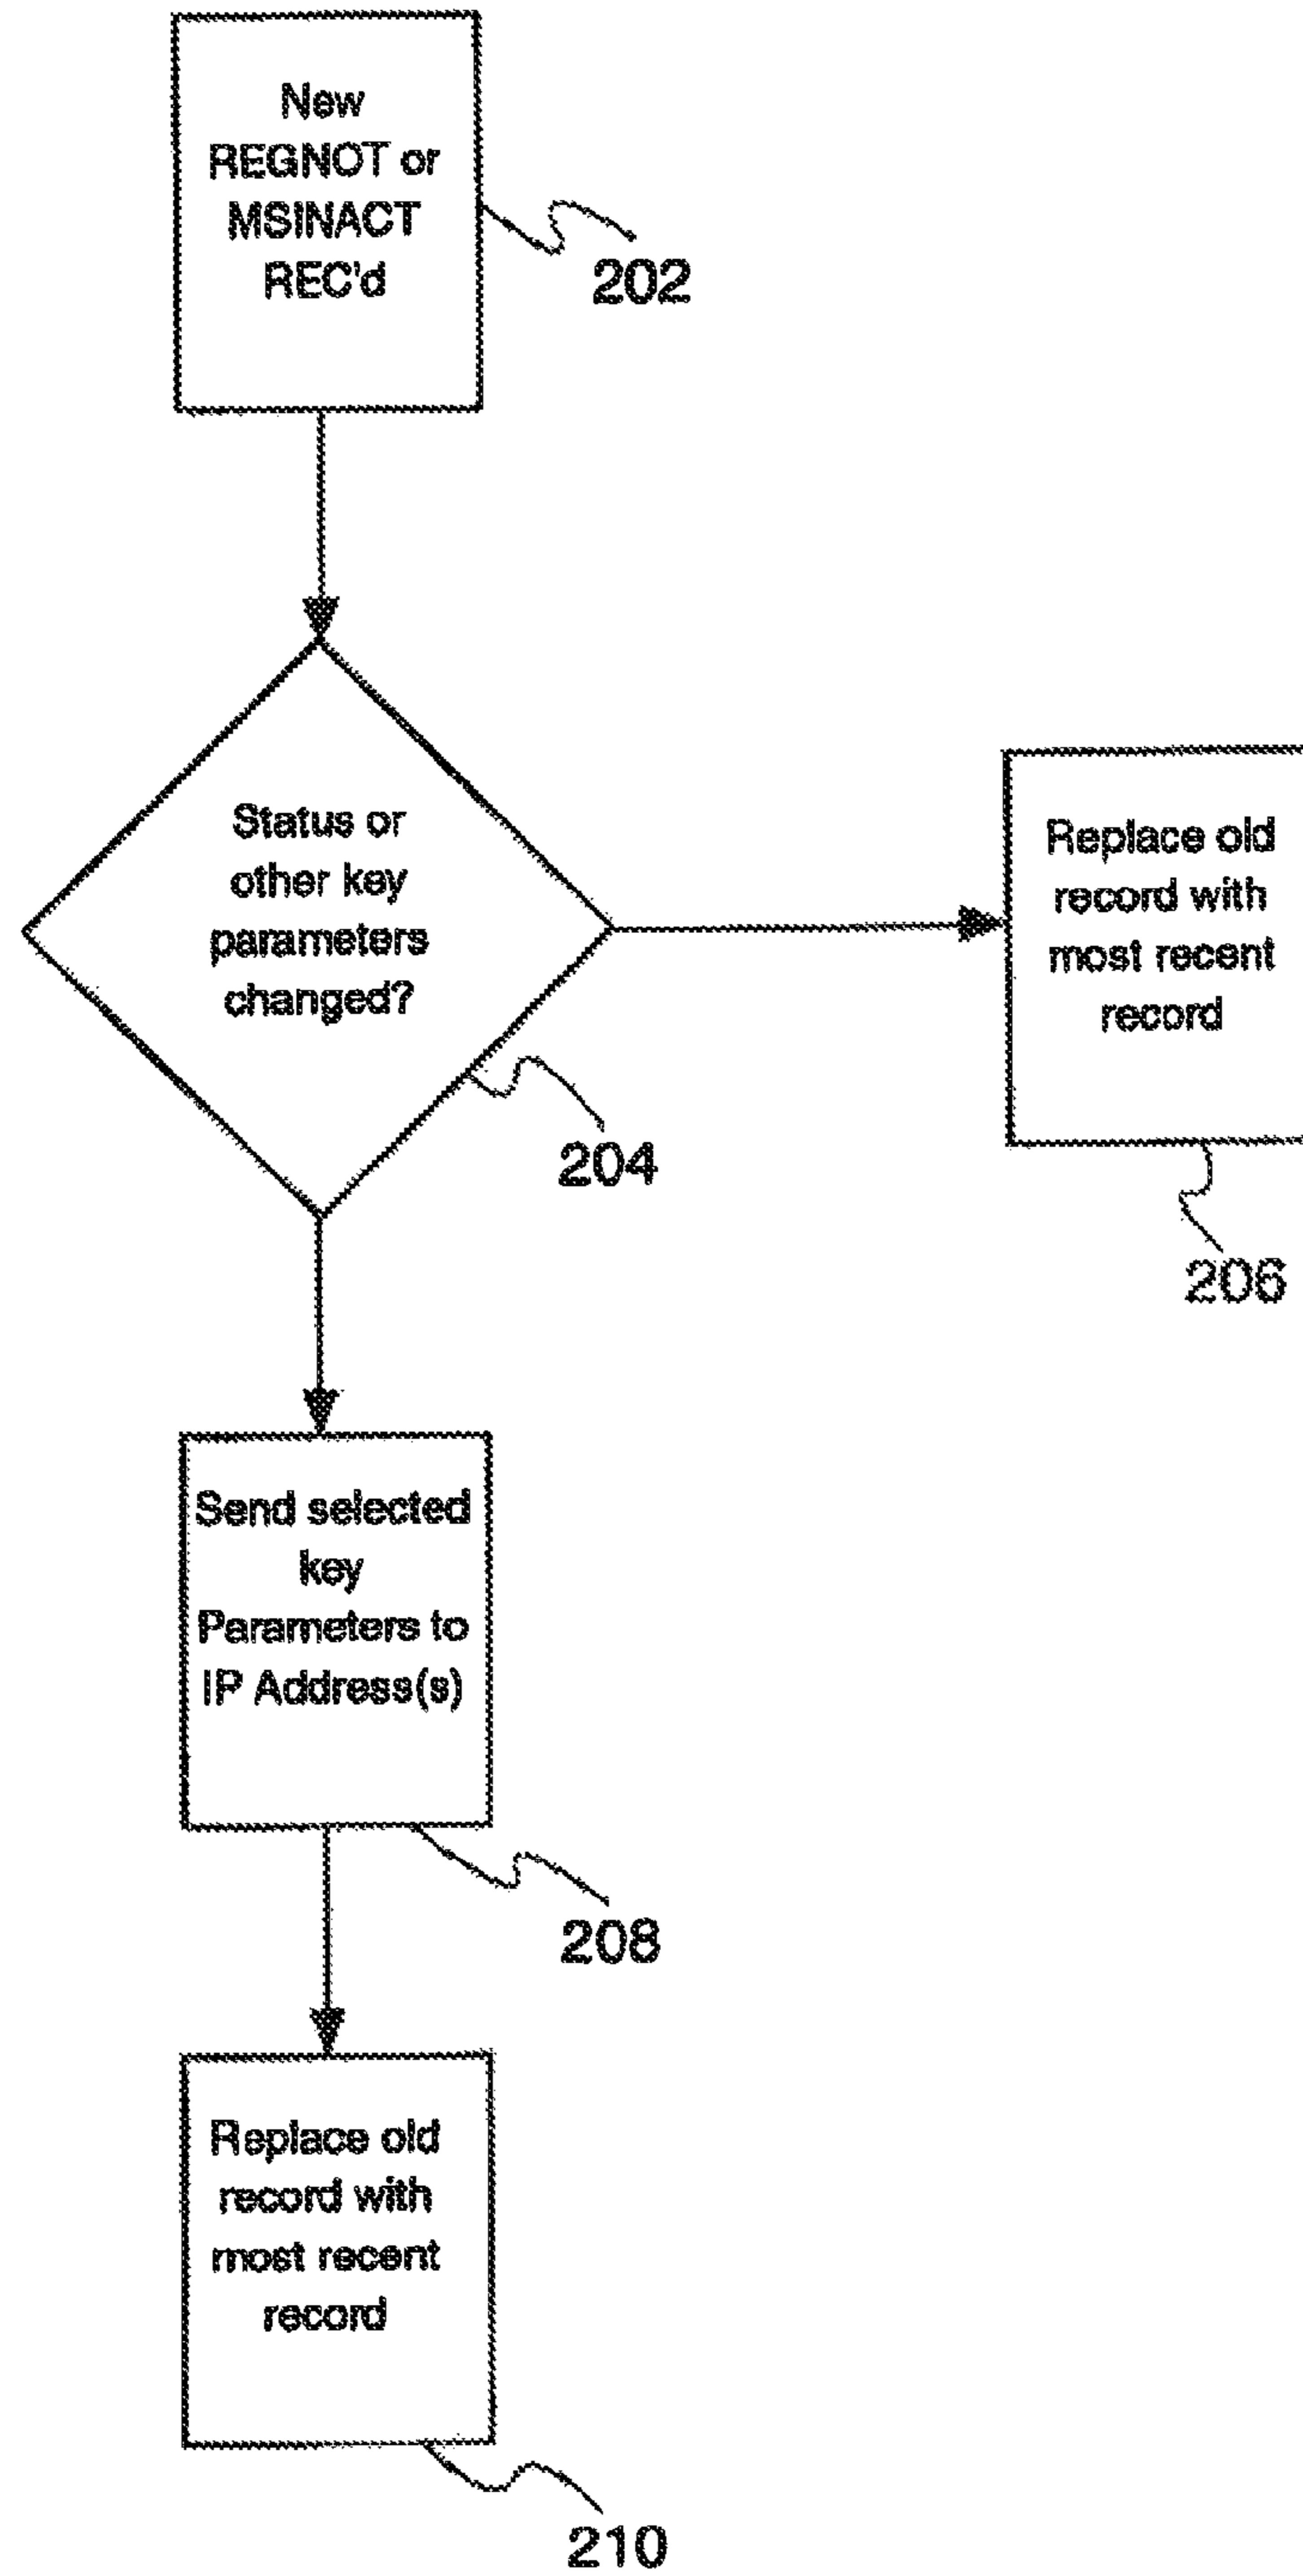 New
REGNOT or
MSINACT
REC'd
202
Status or
other key
parameters
changed?
204
Replace old
record with
most recent
record
206
Send selected
key
Parameters to
IP Address(s)
208
Replace old
record with
most recent
record
210